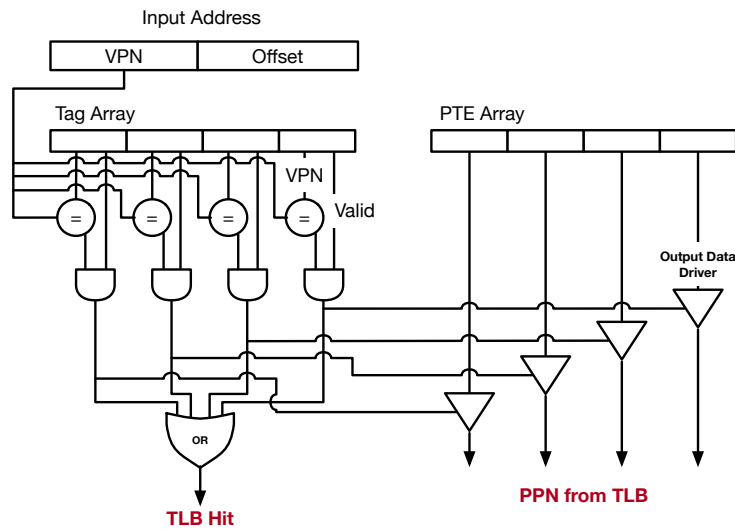 Input Address
VPN Offset
Tag Array PTE Array
VPN
= = = =
Valid
Output Data
Driver
OR
TLB Hit
PPN from TLB